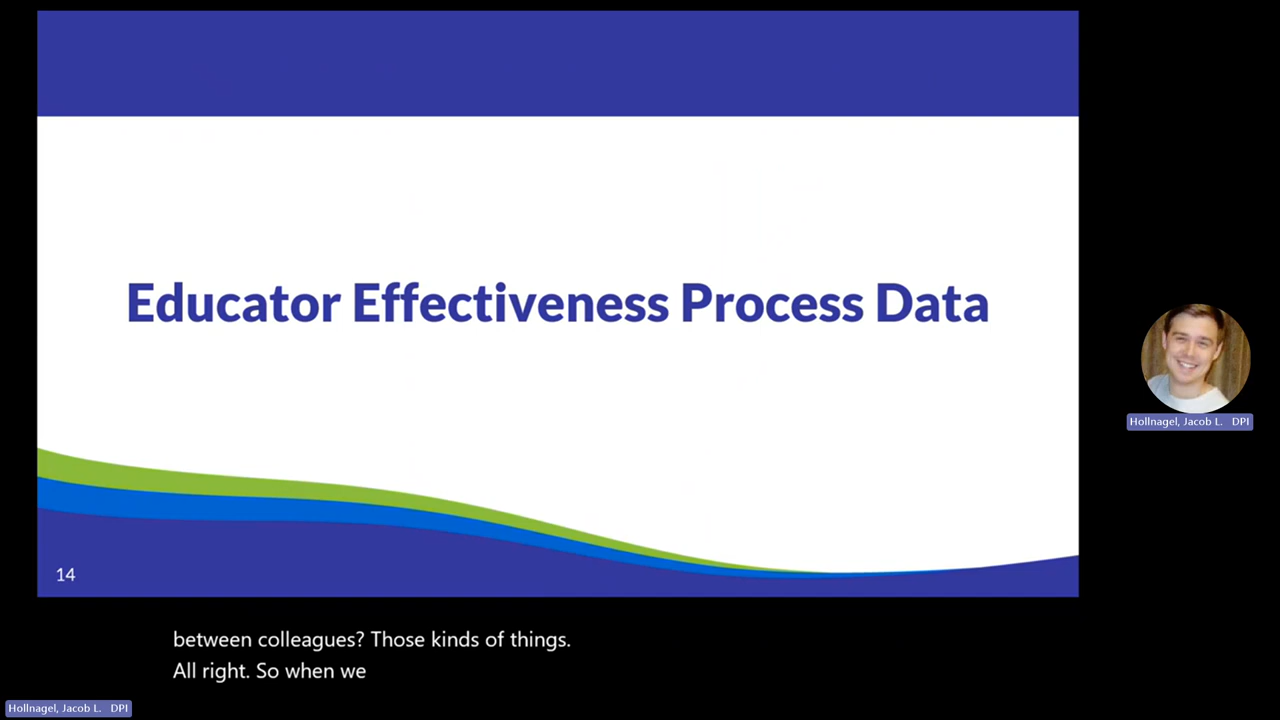 Educator Effectiveness Process Data
Hollnagel, Jacob L. DPI
14
between colleagues? Those kinds of things.
All right. So when we
Hollnagel, Jacob L. DPI